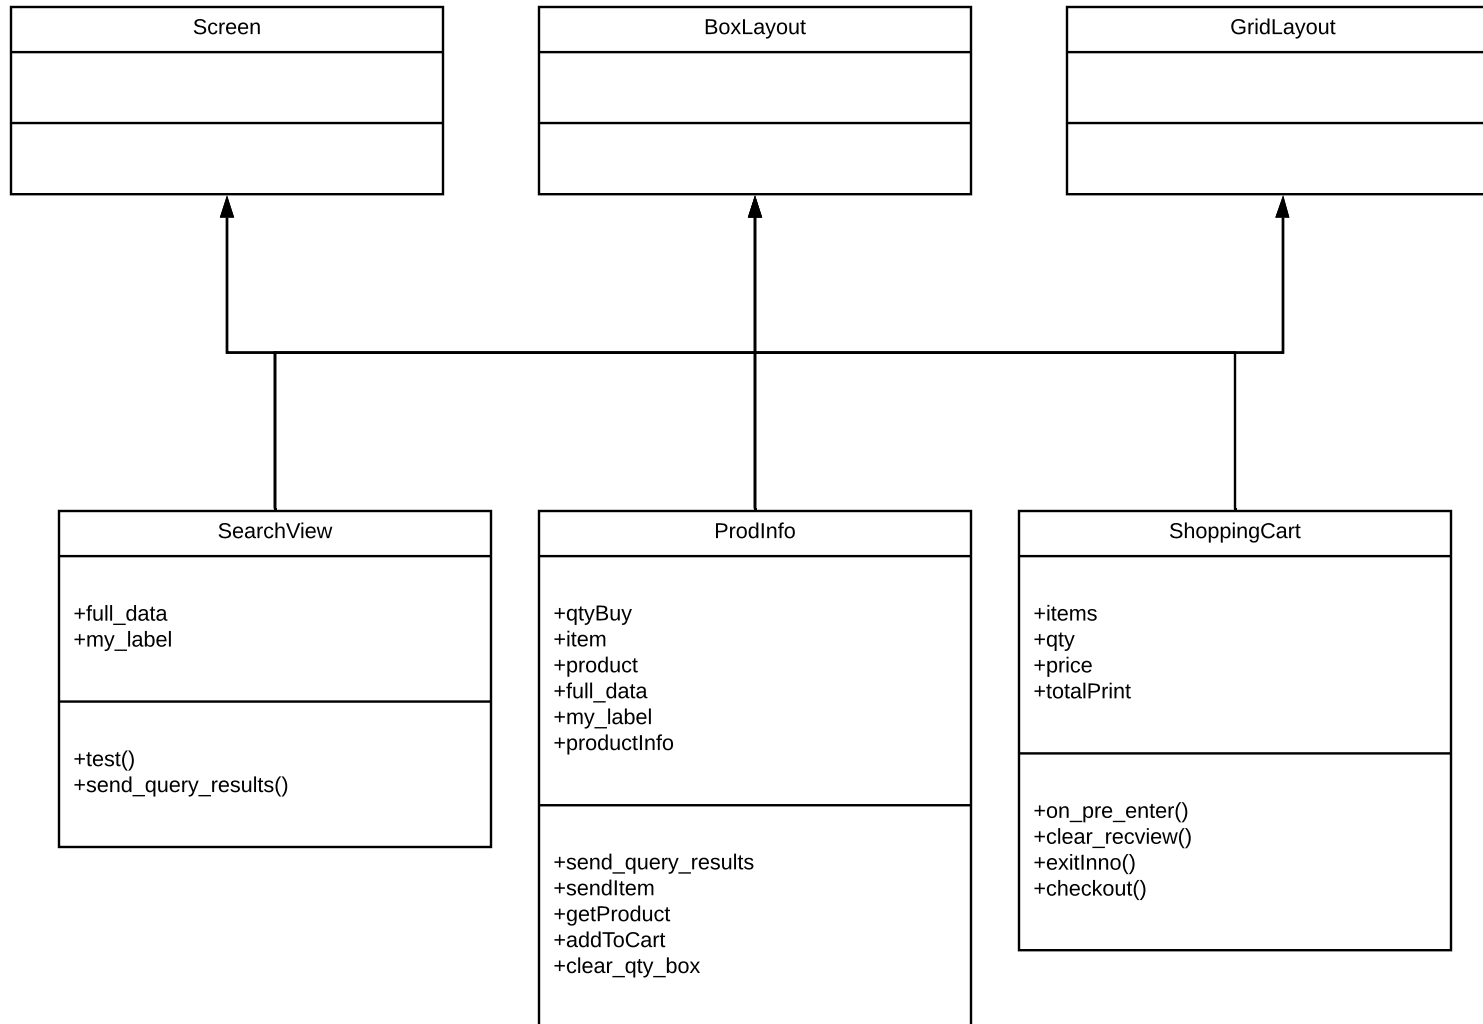 Screen
BoxLayout
GridLayout
SearchView
+full_data
+my_label
+test()
+send_query_results()
ProdInfo
+qtyBuy
+item
+product
+full_data
+my_label
+productInfo
+send_query_results
+sendItem
+getProduct
+addToCart
+clear_qty_box
ShoppingCart
+items
+qty
+price
+totalPrint
+on_pre_enter()
+clear_recview()
+exitInno()
+checkout()